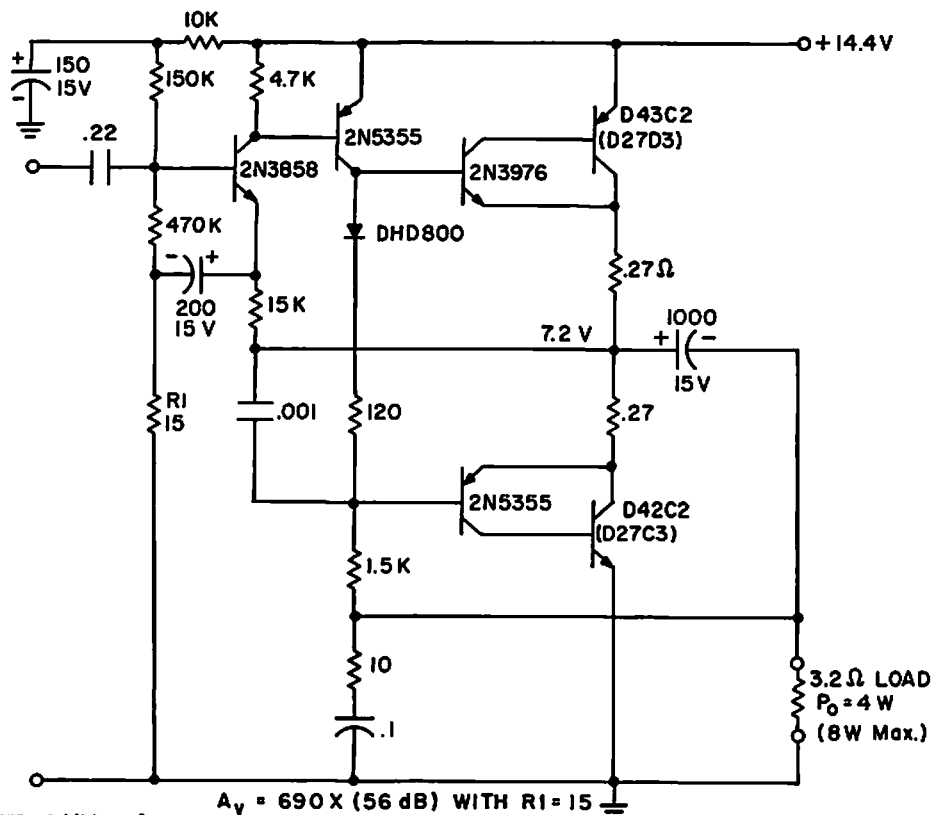 10K
+14.4V
+
150
15V
-
150K
4.7K
D43C2
(D27D3)
.22
2N5355
2N3858
2N3976
470K
DHD800
- +
200
15 V
15K
.27Ω
7.2 V
1000
+ -
15V
R1
15
.001
120
.27
2N5355
D42C2
(D27C3)
1.5K
10
.1
3.2Ω LOAD
Po = 4 W
(8W Max.)
Av = 690 X (56 dB) WITH R1 = 15